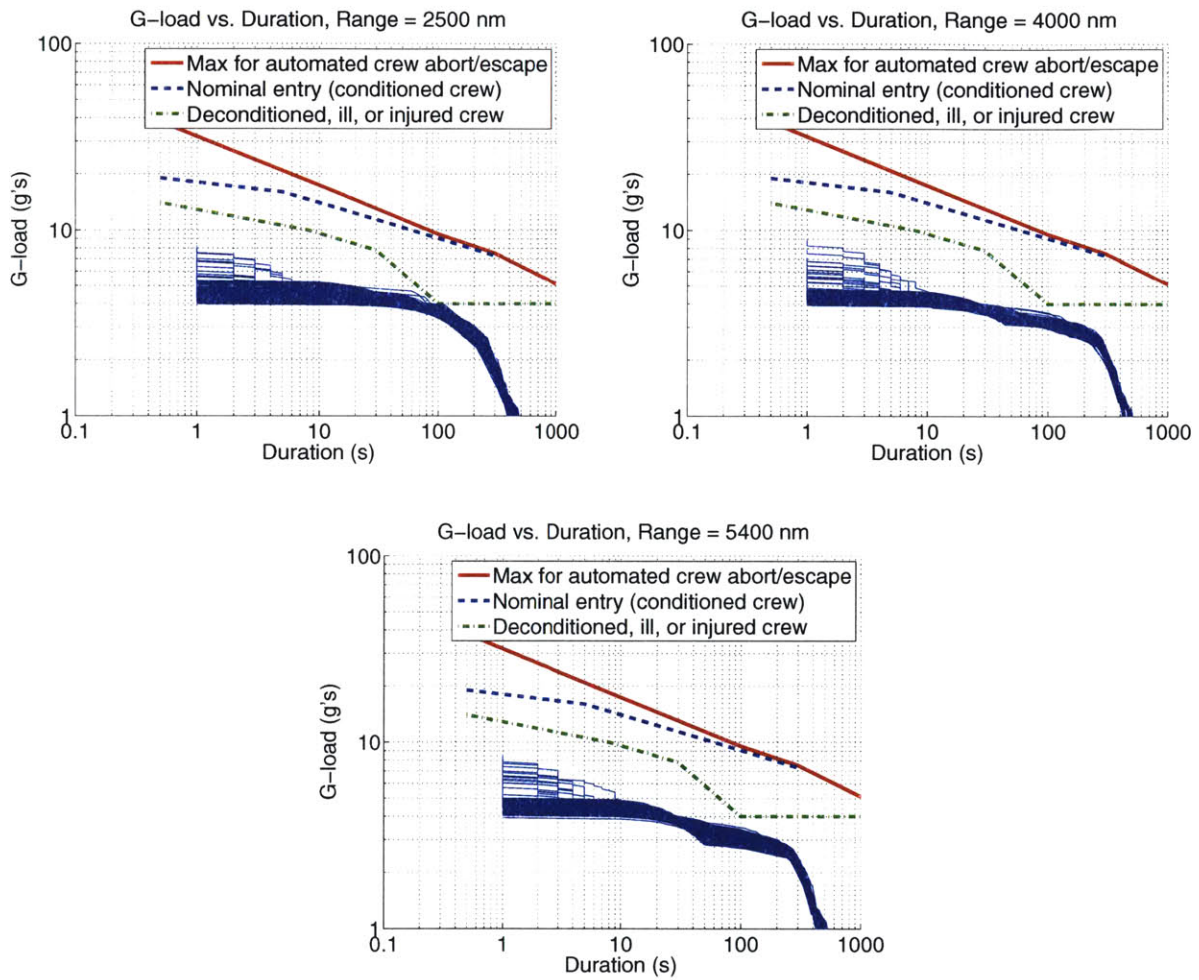 G-load vs. Duration, Range = 2500 nm
100
Max for automated crew abort/escape
Nominal entry (conditioned crew)
Deconditioned, ill, or injured crew
G-load (g's)
10
1
0.1 1 10 100 1000
Duration (s)
G-load vs. Duration, Range = 4000 nm
100
Max for automated crew abort/escape
Nominal entry (conditioned crew)
Deconditioned, ill, or injured crew
G-load (g's)
10
1
0.1 1 10 100 1000
Duration (s)
G-load vs. Duration, Range = 5400 nm
100
Max for automated crew abort/escape
Nominal entry (conditioned crew)
Deconditioned, ill, or injured crew
G-load (g's)
10
1
0.1 1 10 100 1000
Duration (s)